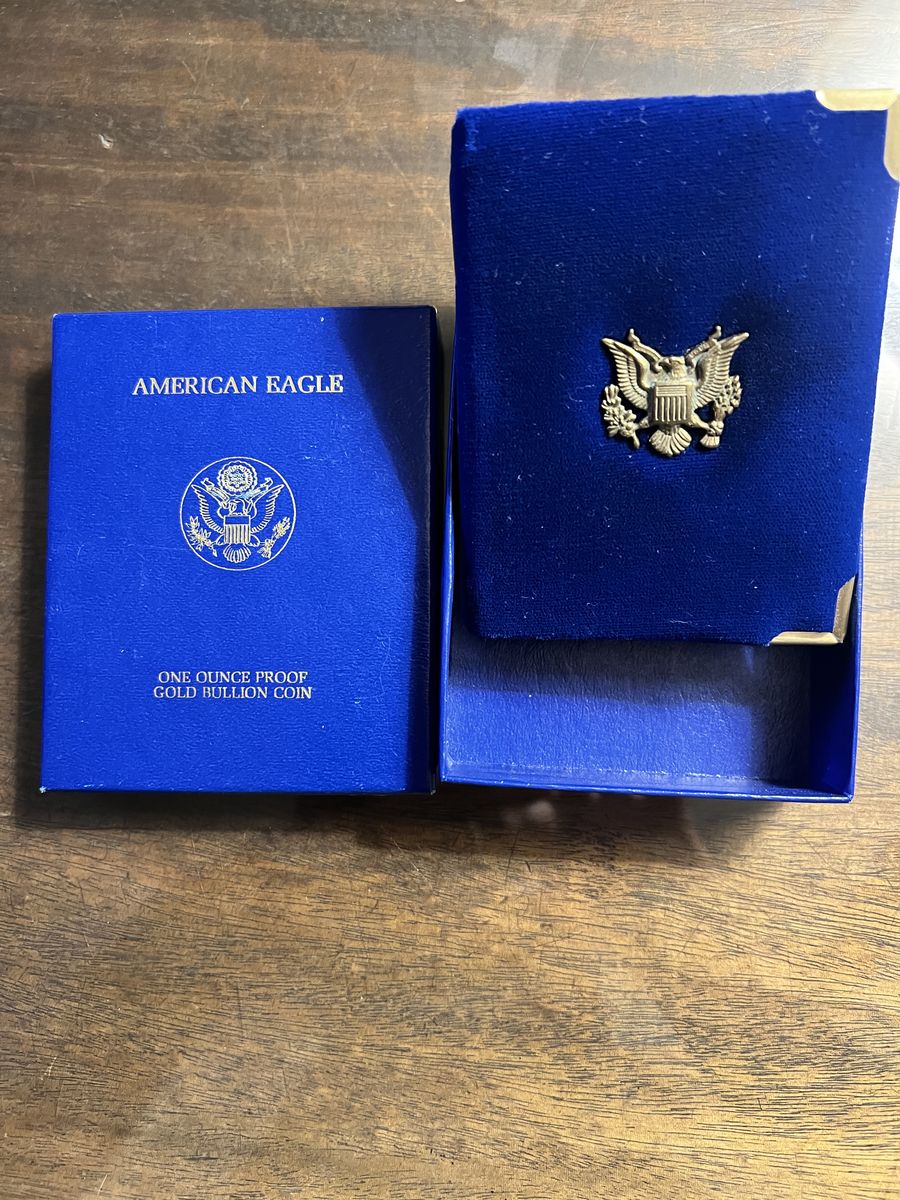 AMERICAN EAGLE
ONE OUNCE PROOF
GOLD BULLION COIN